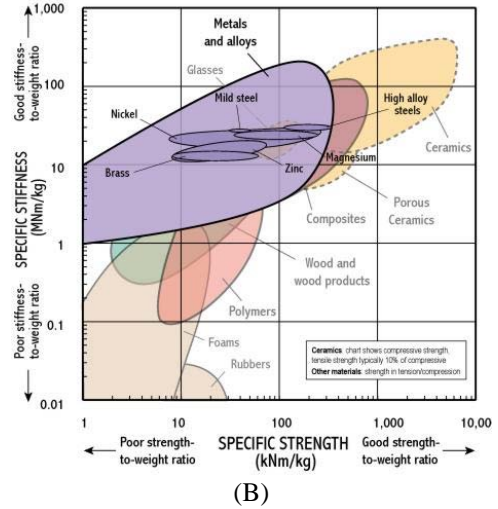 (B)
Good stiffness-
to-weight ratio
SPECIFIC STIFFNESS
(MNm/kg)
Poor stiffness-
to-weight ratio
1,000
100
10
1
0.1
0.01
Metals
and alloys
Glasses
Mild steel
Nickel
High alloy
steels
Brass
Zinc
Magnesium
Ceramics
Porous
Ceramics
Composites
Wood and
wood products
Polymers
Foams
Rubbers
Ceramics: chart shows compressive strength,
tensile strength typically 10% of compressive
Other materials: strength in tension/compression
1
10
100
1,000
10,00
Poor strength-
to-weight ratio
SPECIFIC STRENGTH
(kNm/kg)
Good strength-
to-weight ratio
(B)